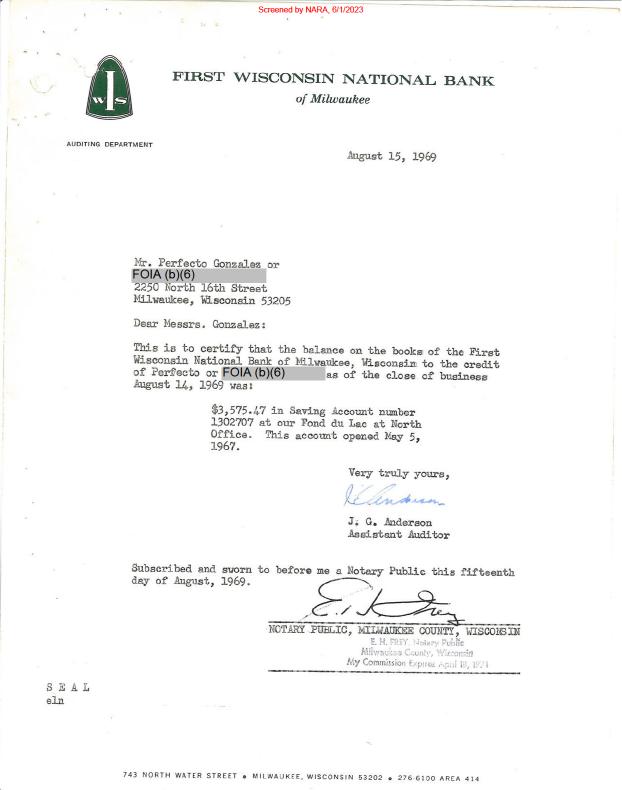 Screened by NARA, 6/1/2023
WIS
FIRST WISCONSIN NATIONAL BANK
of Milwaukee
AUDITING DEPARTMENT
August 15, 1969
Mr. Perfecto Gonzalez or
FOIA (b)(6)
2250 North 16th Street
Milwaukee, Wisconsin 53205
Dear Messrs. Gonzalez:
This is to certify that the balance on the books of the First
Wisconsin National Bank of Milwaukee, Wisconsin to the credit
of Perfecto or FOIA (b)(6) as of the close of business
August 14, 1969 was:
$3,575.47 in Saving Account number
1302707 at our Fond du Lac at North
Office. This account opened May 5,
1967.
Very truly yours,
J. G. Anderson
Assistant Auditor
Subscribed and sworn to before me a Notary Public this fifteenth
day of August, 1969.
NOTARY PUBLIC, MILWAUKEE COUNTY, WISCONSIN
E. H. FREY, Notary Public
Milwaukee County, Wisconsin
My Commission Expires April 18,
S E A L
eln
743 NORTH WATER STREET • MILWAUKEE, WISCONSIN 53202 • 276-6100 AREA 414